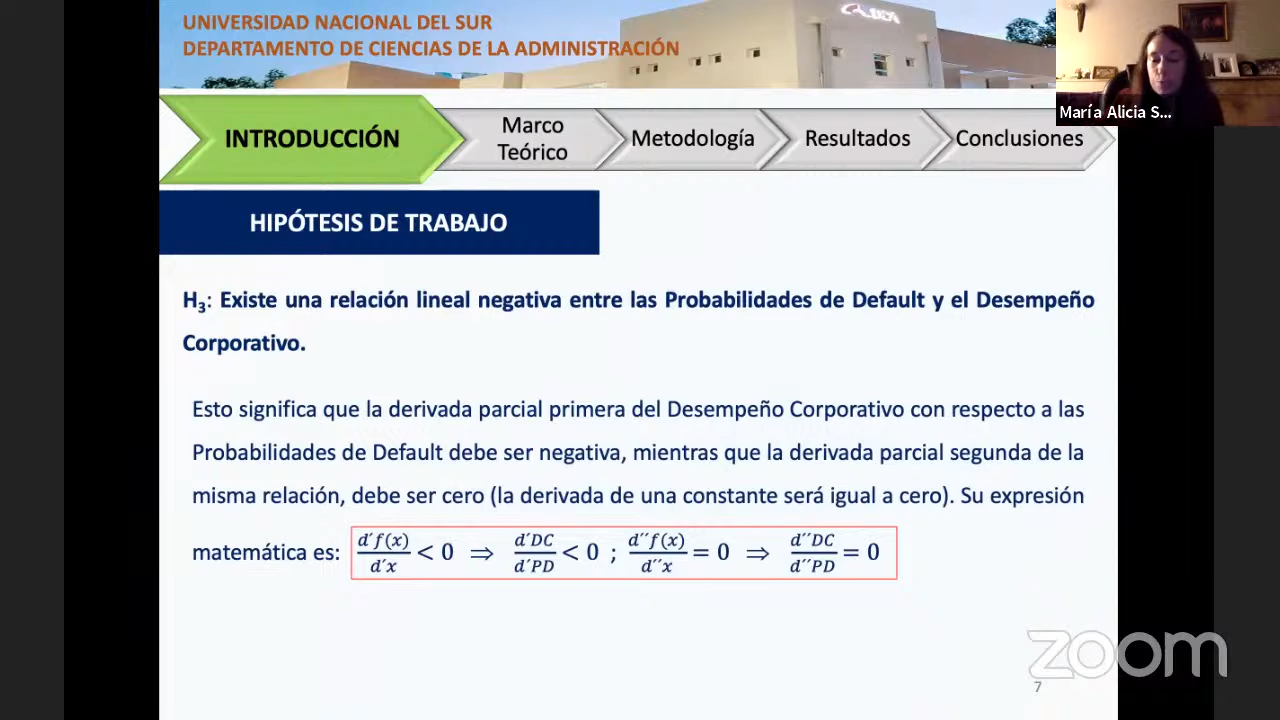 UNIVERSIDAD NACIONAL DEL SUR
DEPARTAMENTO DE CIENCIAS DE LA ADMINISTRACIÓN
María Alicia S...
INTRODUCCIÓN
Marco
Teórico
Metodología
Resultados
Conclusiones
HIPÓTESIS DE TRABAJO
H₃: Existe una relación lineal negativa entre las Probabilidades de Default y el Desempeño
Corporativo.
Esto significa que la derivada parcial primera del Desempeño Corporativo con respecto a las
Probabilidades de Default debe ser negativa, mientras que la derivada parcial segunda de la
misma relación, debe ser cero (la derivada de una constante será igual a cero). Su expresión
matemática es: d´f(x)/d´x < 0 ⇒ d´DC/d´PD < 0 ; d´´f(x)/d´´x = 0 ⇒ d´´DC/d´´PD = 0
zoom
7